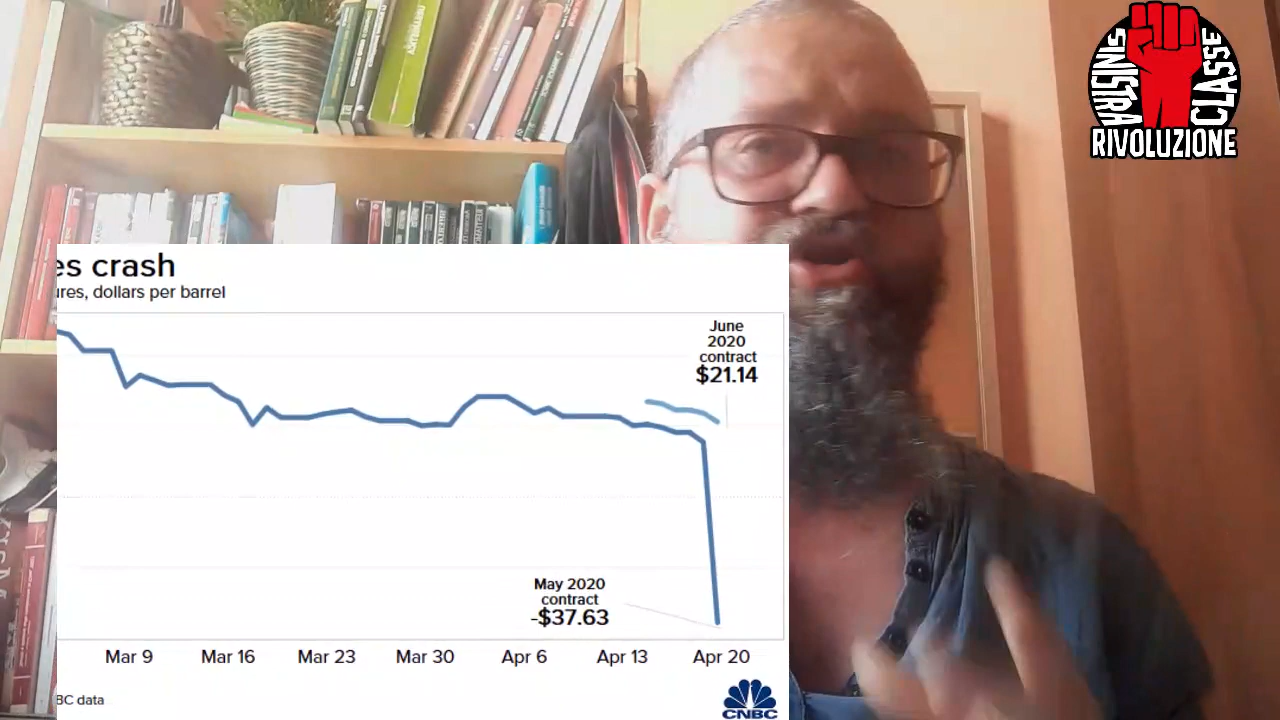 SINISTRA
CLASSE
RIVOLUZIONE
es crash
ures, dollars per barrel
June
2020
contract
$21.14
May 2020
contract
-$37.63
Mar 9 Mar 16 Mar 23 Mar 30 Apr 6 Apr 13 Apr 20
BC data
CNBC